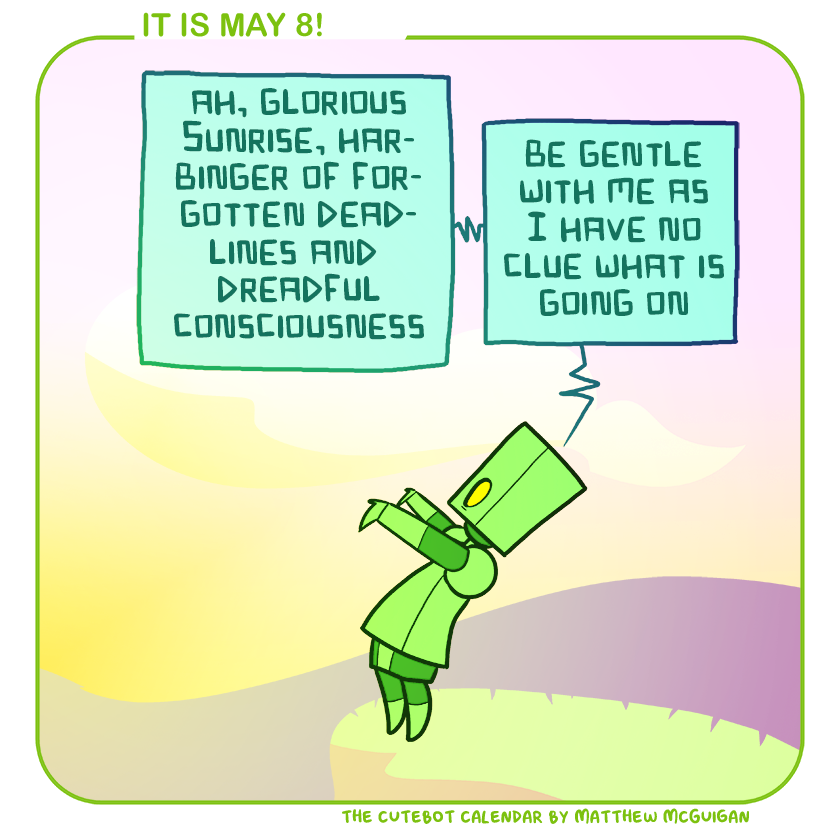 IT IS MAY 8!
AH, GLORIOUS
SUNRISE, HAR-
BINGER OF FOR-
GOTTEN DEAD-
LINES AND
DREADFUL
CONSCIOUSNESS
BE GENTLE
WITH ME AS
I HAVE NO
CLUE WHAT IS
GOING ON
THE CUTEBOT CALENDAR BY MATTHEW MCGUIGAN